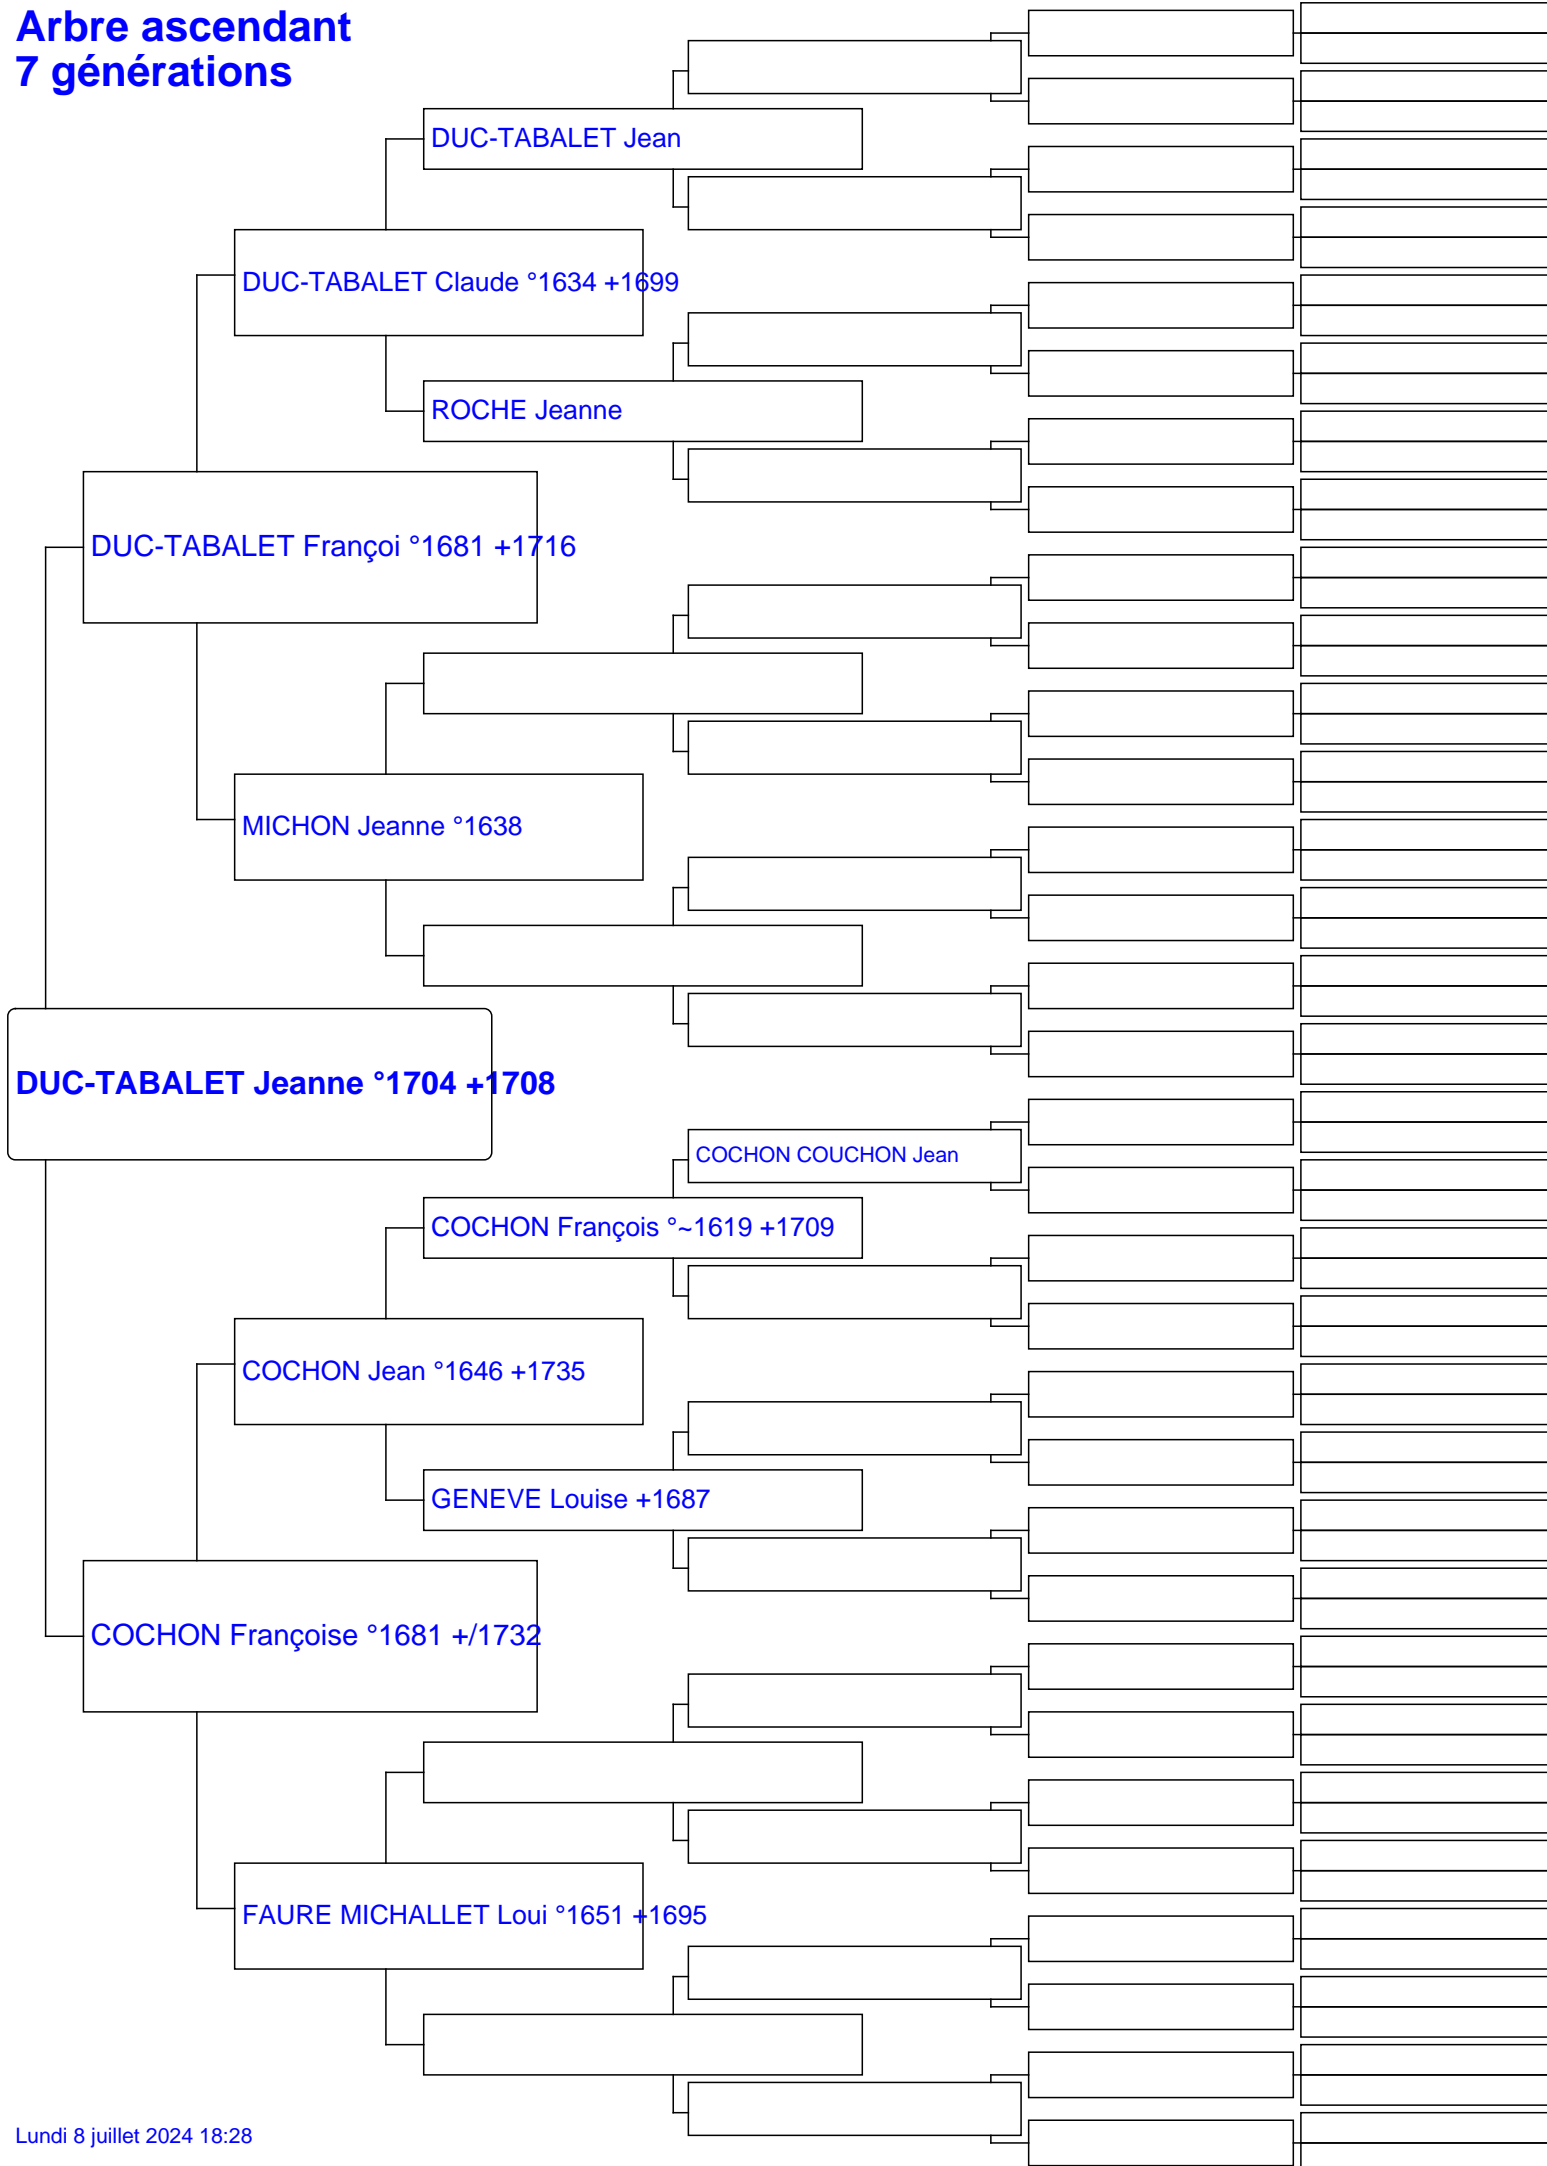 Arbre ascendant
7 générations
DUC-TABALET Jean
DUC-TABALET Claude °1634 +1699
ROCHE Jeanne
DUC-TABALET Françoi °1681 +1716
MICHON Jeanne °1638
DUC-TABALET Jeanne °1704 +1708
COCHON COUCHON Jean
COCHON François °~1619 +1709
COCHON Jean °1646 +1735
GENEVE Louise +1687
COCHON Françoise °1681 +/1732
FAURE MICHALLET Loui °1651 +1695
Lundi 8 juillet 2024 18:28